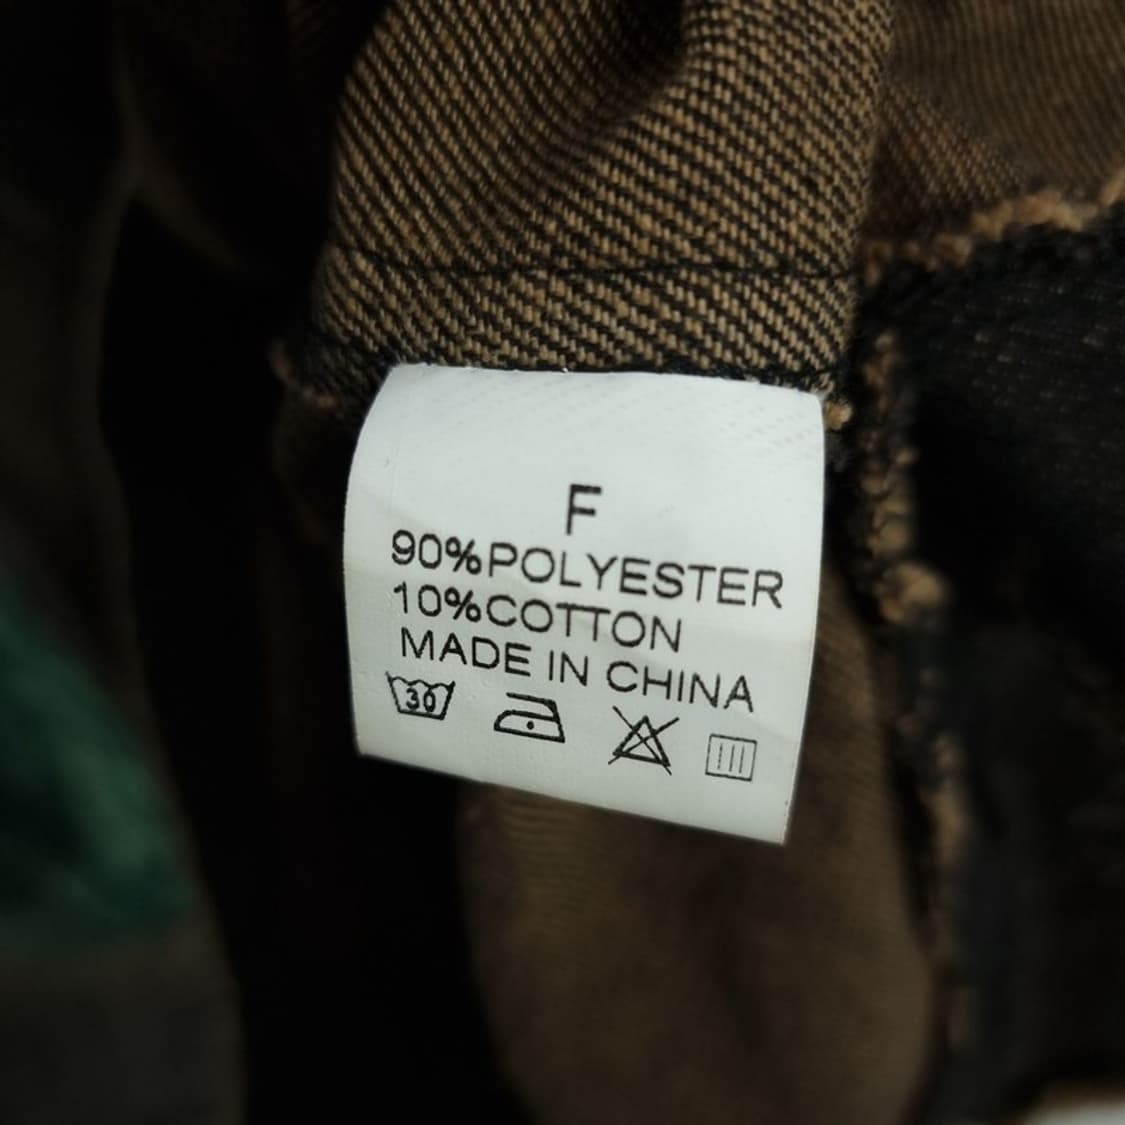 F
90%POLYESTER
10%COTTON
MADE IN CHINA
30